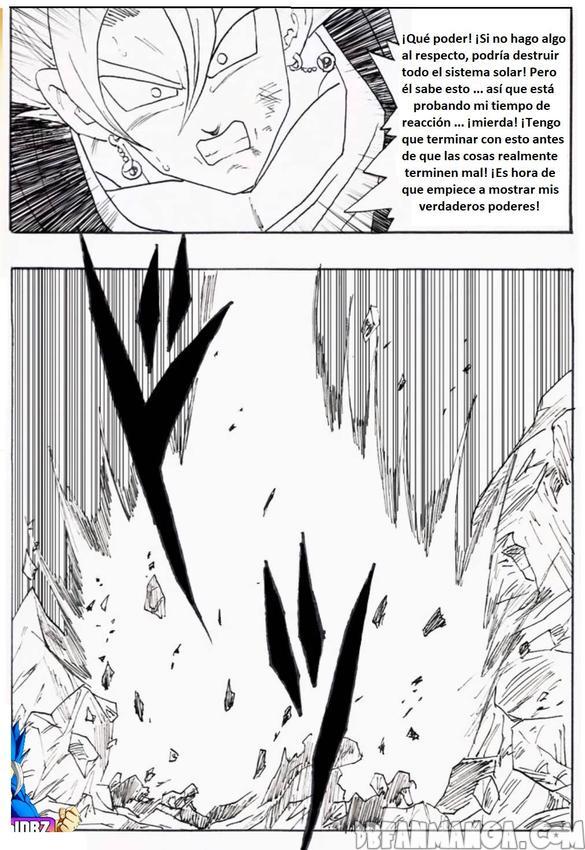 ¡Qué poder! ¡Si no hago algo
al respecto, podría destruir
todo el sistema solar! Pero
él sabe esto ... así que está
probando mi tiempo de
reacción ... ¡mierda! ¡Tengo
que terminar con esto antes
de que las cosas realmente
terminen mal! ¡Es hora de
que empiece a mostrar mis
verdaderos poderes!
DBFANMANGA.COM